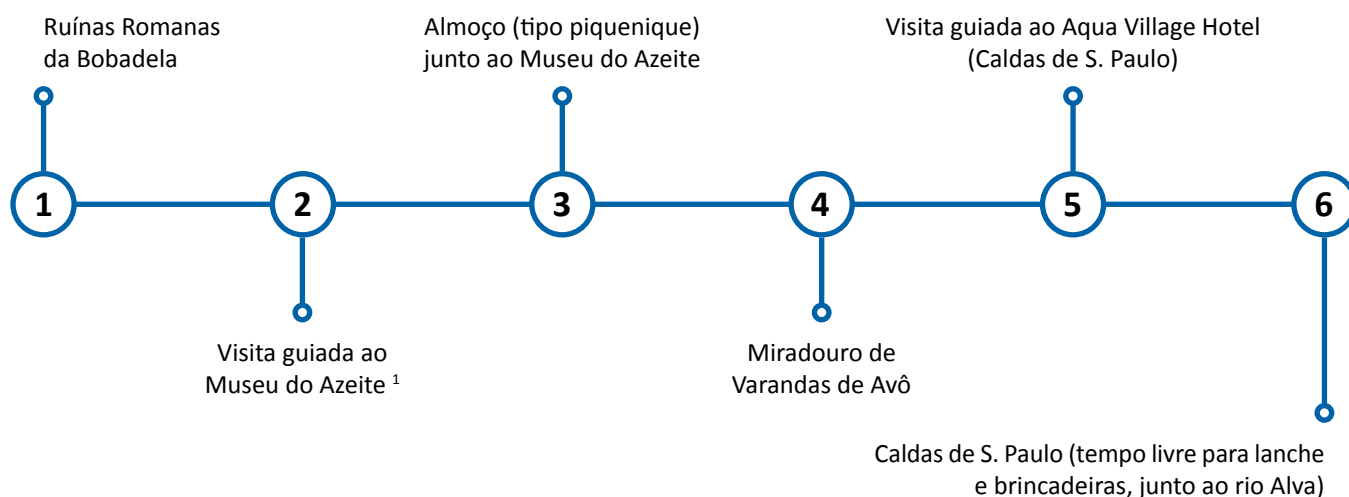 Ruínas Romanas
da Bobadela
1
Visita guiada ao
Museu do Azeite ¹
2
Almoço (tipo piquenique)
junto ao Museu do Azeite
3
Miradouro de
Varandas de Avô
4
Visita guiada ao Aqua Village Hotel
(Caldas de S. Paulo)
5
6
Caldas de S. Paulo (tempo livre para lanche
e brincadeiras, junto ao rio Alva)